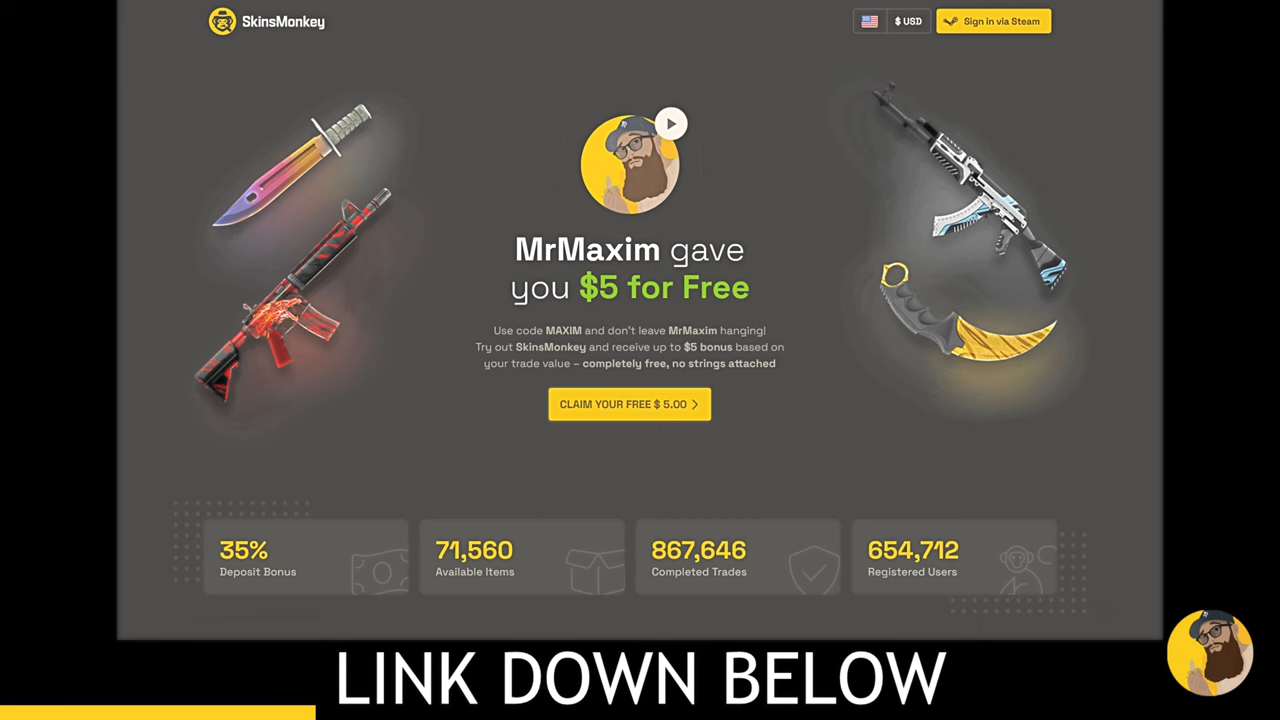 SkinsMonkey
$ USD
Sign in via Steam
MrMaxim gave
you $5 for Free
Use code MAXIM and don't leave MrMaxim hanging!
Try out SkinsMonkey and receive up to $5 bonus based on
your trade value – completely free, no strings attached
CLAIM YOUR FREE $ 5.00
35%
Deposit Bonus
71,560
Available Items
867,646
Completed Trades
654,712
Registered Users
LINK DOWN BELOW